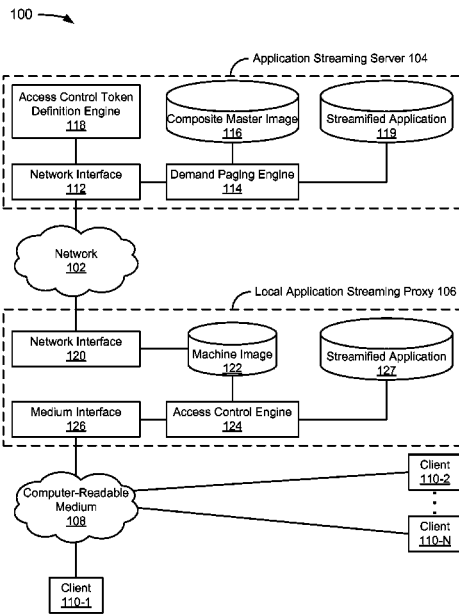 100
Application Streaming Server 104
Access Control Token
Definition Engine
118
Composite Master Image
116
Streamified Application
119
Network Interface
112
Demand Paging Engine
114
Network
102
Local Application Streaming Proxy 106
Network Interface
120
Machine Image
122
Streamified Application
127
Medium Interface
126
Access Control Engine
124
Computer-Readable
Medium
108
Client
110-2
Client
110-N
Client
110-1